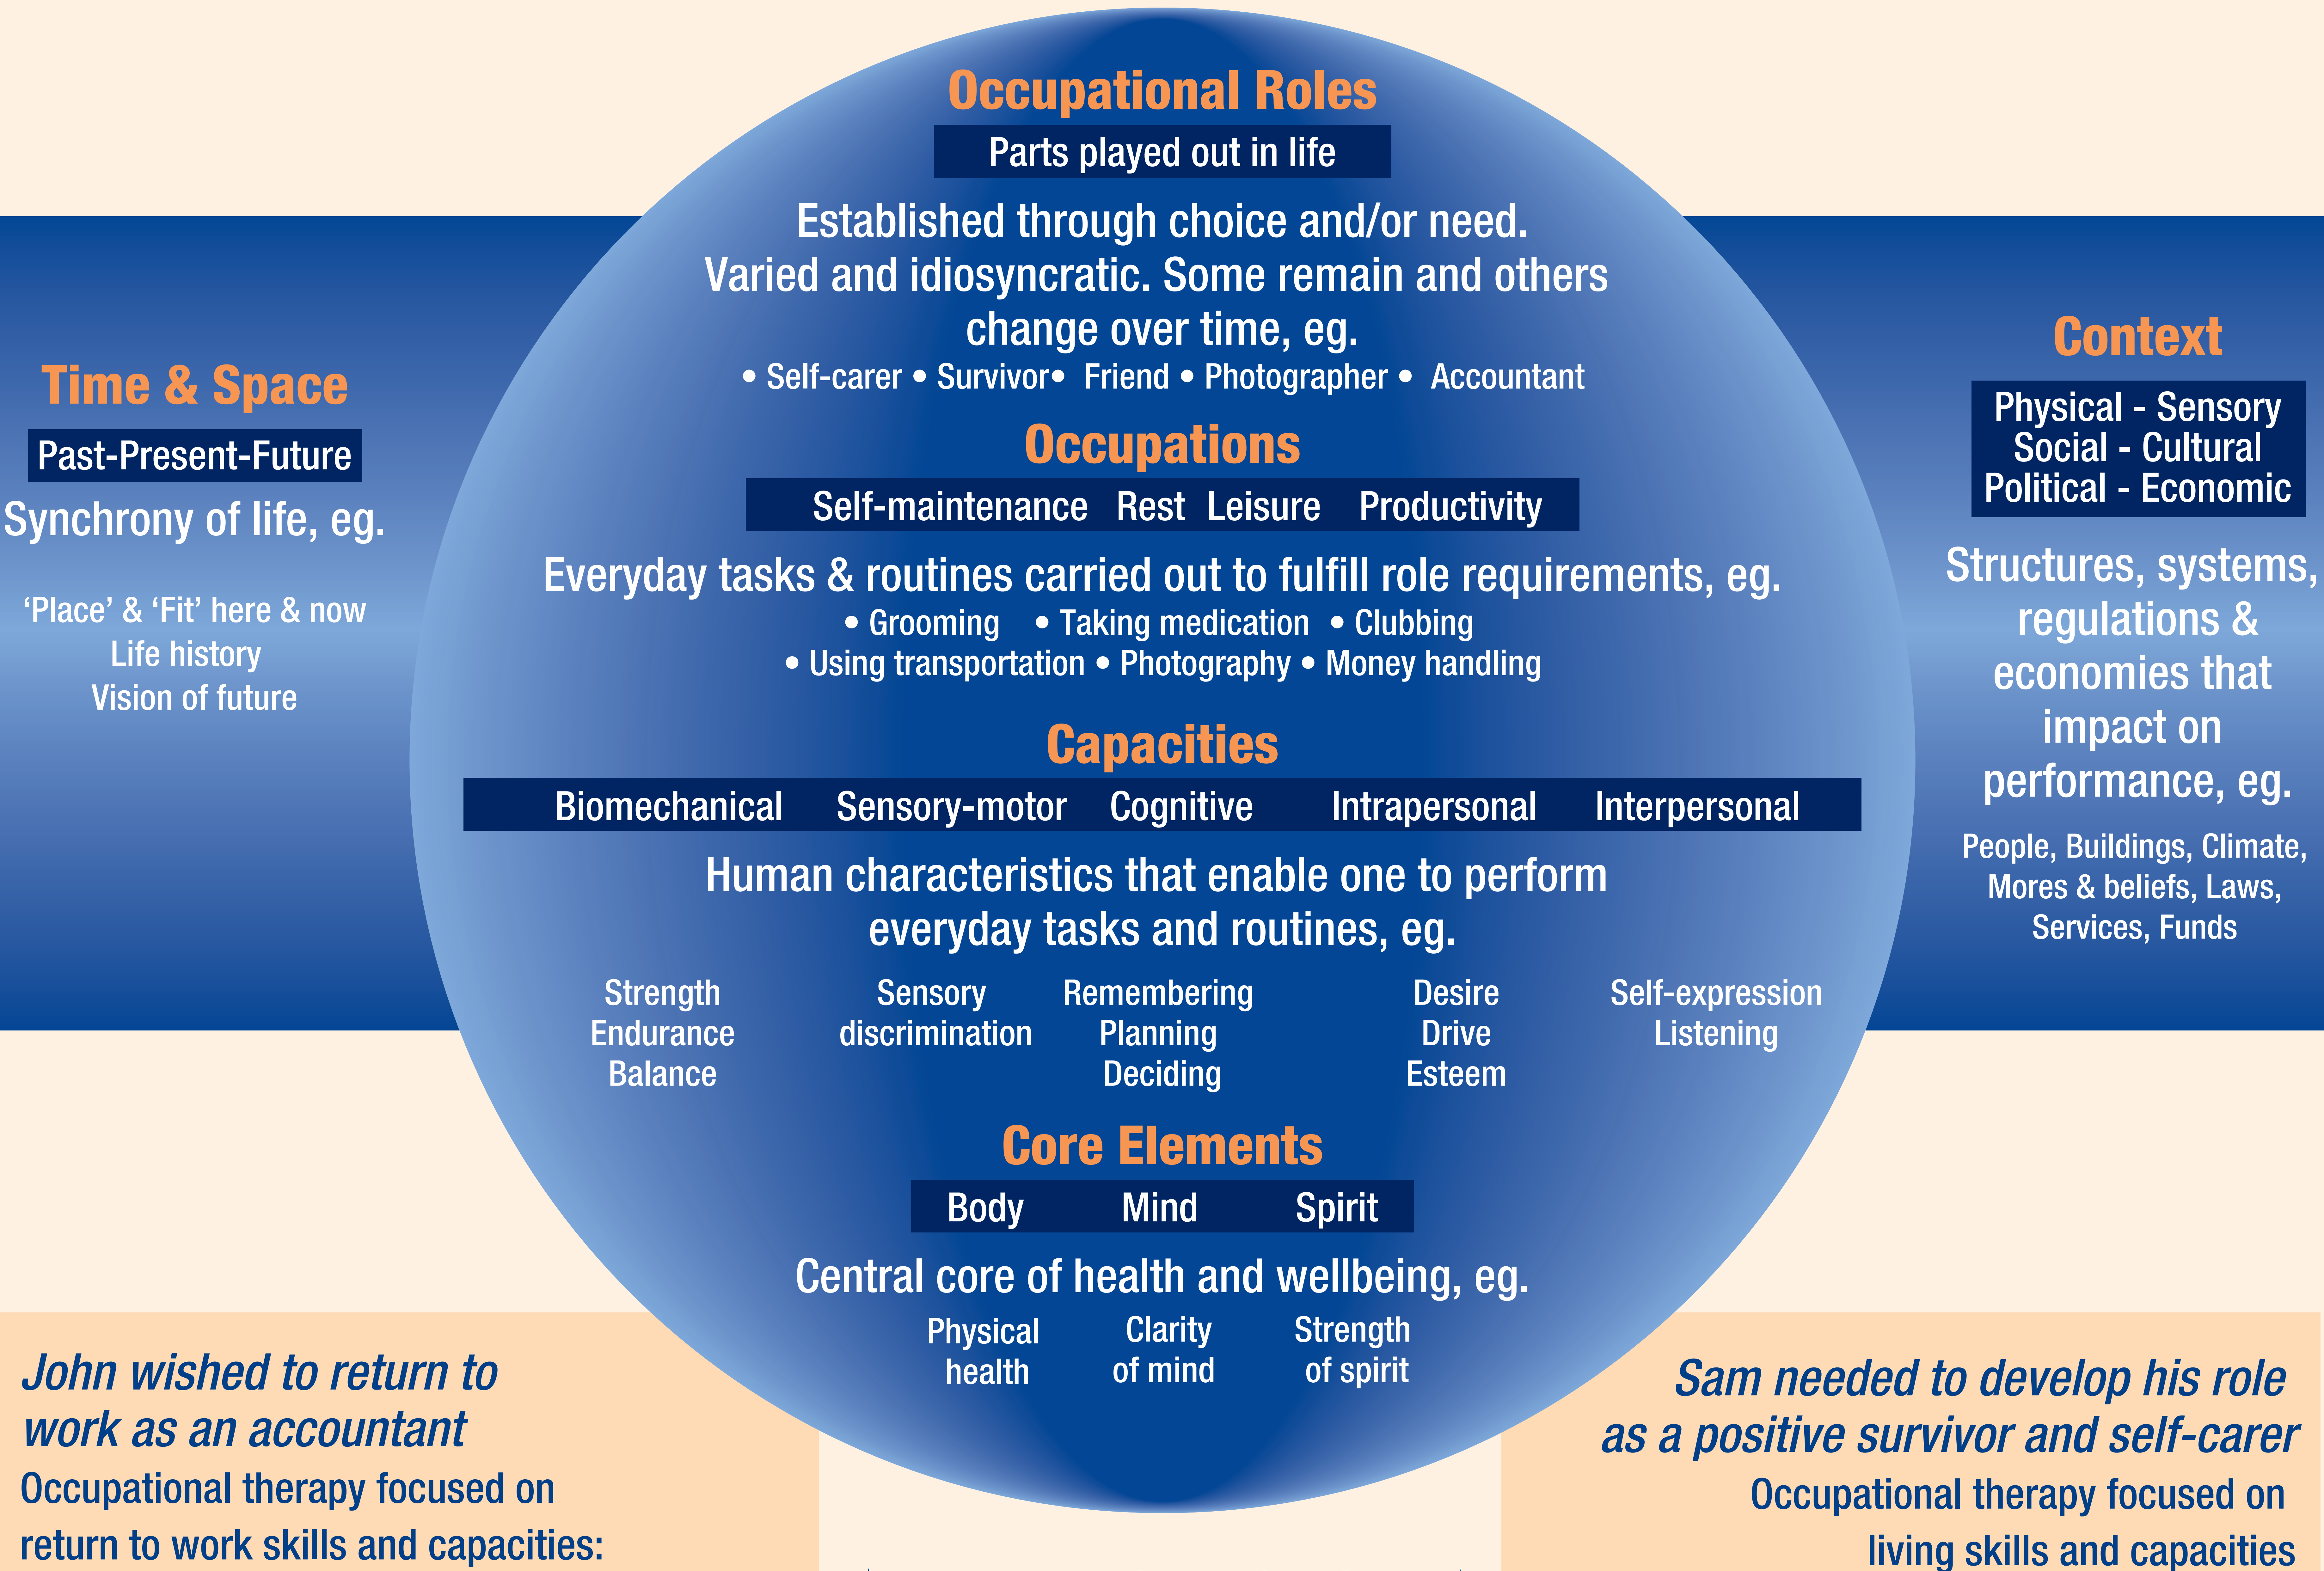 Occupational Roles
Parts played out in life
Established through choice and/or need.
Varied and idiosyncratic. Some remain and others
change over time, eg.
• Self-carer • Survivor• Friend • Photographer • Accountant
Occupations
Self-maintenance Rest Leisure Productivity
Everyday tasks & routines carried out to fulfill role requirements, eg.
• Grooming • Taking medication • Clubbing
• Using transportation • Photography • Money handling
Capacities
Biomechanical Sensory-motor Cognitive Intrapersonal Interpersonal
Human characteristics that enable one to perform
everyday tasks and routines, eg.
Strength Sensory Remembering Desire Self-expression
Endurance discrimination Planning Drive Listening
Balance Deciding Esteem
Core Elements
Body Mind Spirit
Central core of health and wellbeing, eg.
Physical Clarity Strength
health of mind of spirit
Time & Space
Past-Present-Future
Synchrony of life, eg.
‘Place’ & ‘Fit’ here & now
Life history
Vision of future
Context
Physical - Sensory
Social - Cultural
Political - Economic
Structures, systems,
regulations &
economies that
impact on
performance, eg.
People, Buildings, Climate,
Mores & beliefs, Laws,
Services, Funds
John wished to return to
work as an accountant
Occupational therapy focused on
return to work skills and capacities:
Sam needed to develop his role
as a positive survivor and self-carer
Occupational therapy focused on
living skills and capacities